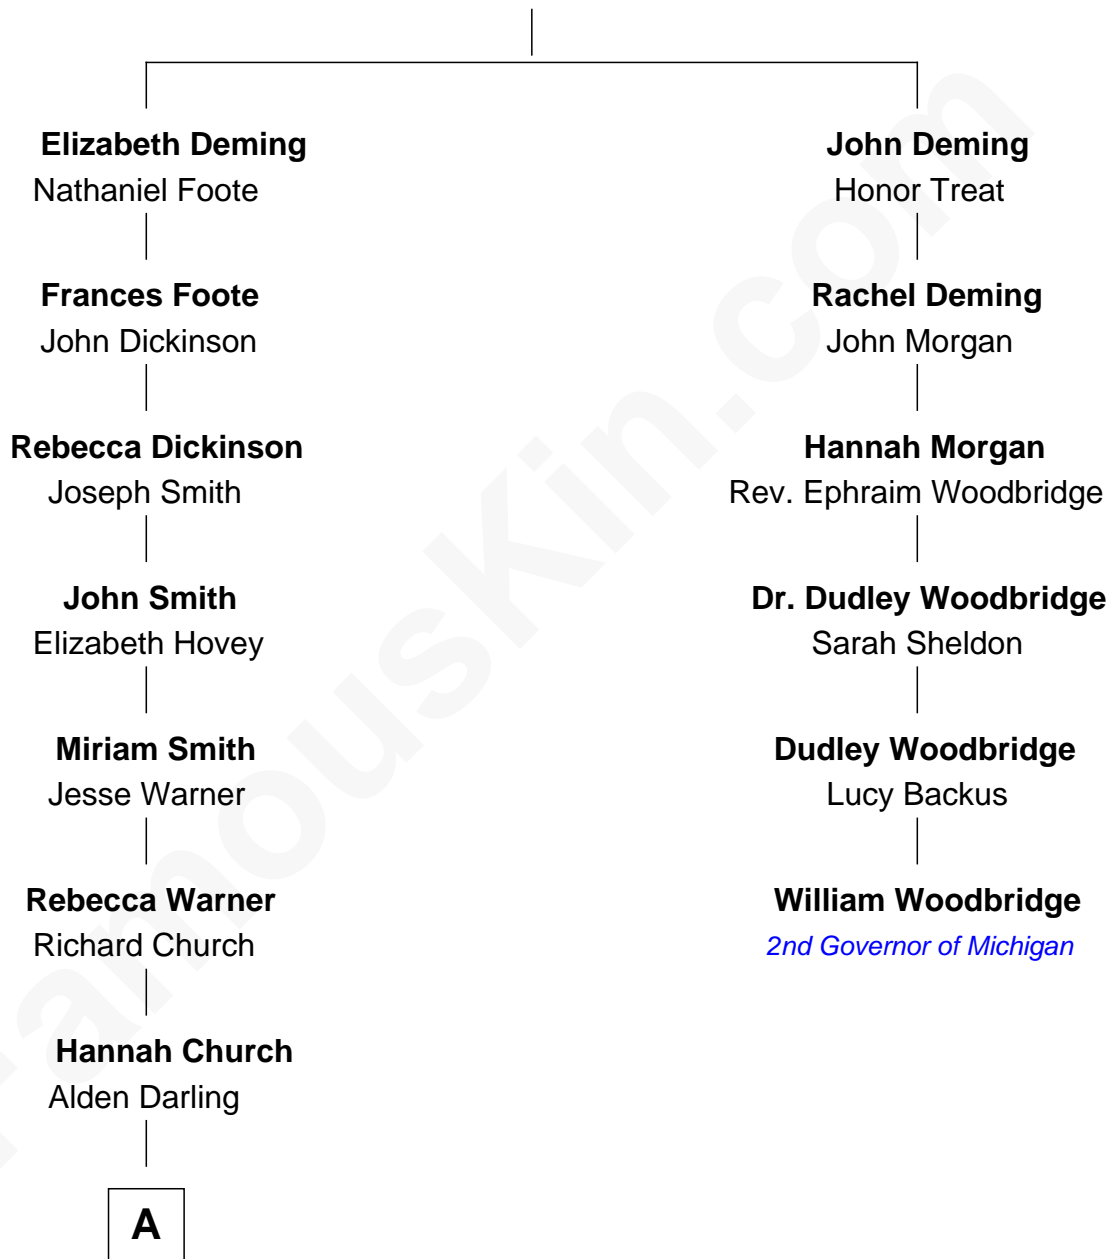 Elizabeth Deming
Nathaniel Foote
John Deming
Honor Treat
Frances Foote
John Dickinson
Rachel Deming
John Morgan
Rebecca Dickinson
Joseph Smith
Hannah Morgan
Rev. Ephraim Woodbridge
John Smith
Elizabeth Hovey
Dr. Dudley Woodbridge
Sarah Sheldon
Miriam Smith
Jesse Warner
Dudley Woodbridge
Lucy Backus
Rebecca Warner
Richard Church
William Woodbridge
2nd Governor of Michigan
Hannah Church
Alden Darling
A
FamousKin.com